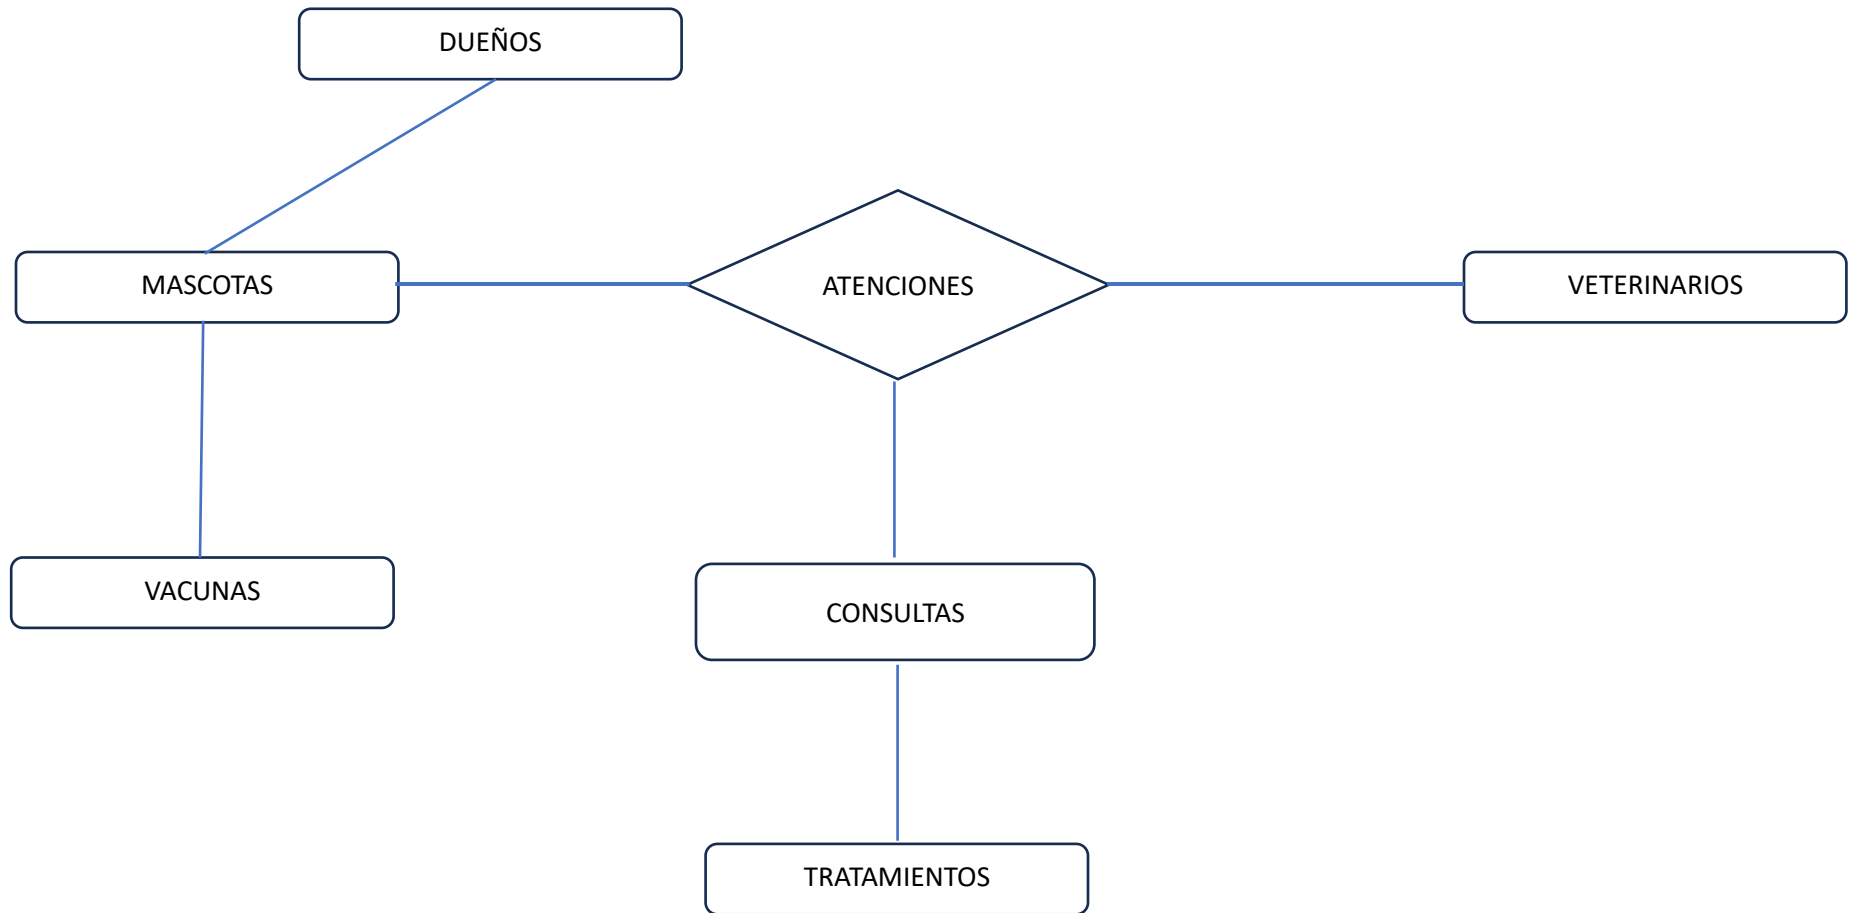 DUEÑOS
MASCOTAS
ATENCIONES
VETERINARIOS
VACUNAS
CONSULTAS
TRATAMIENTOS